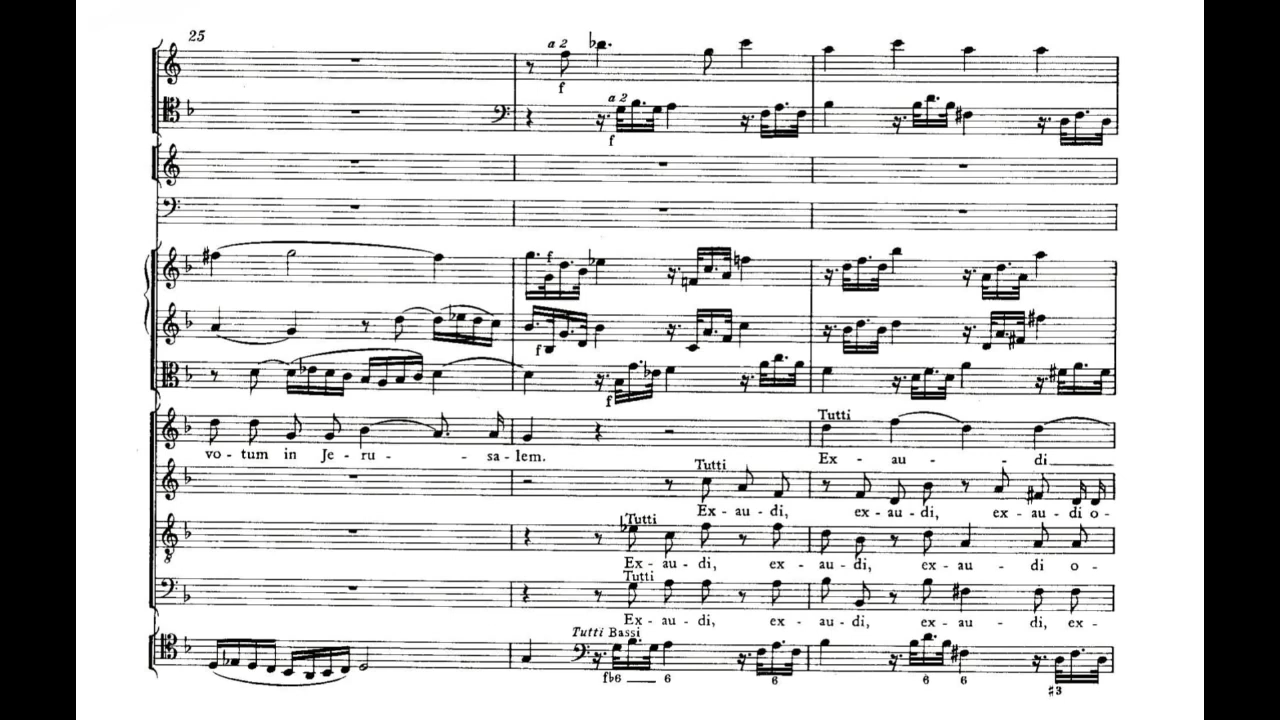 25
a 2
f
a 2
f
f
f
f
Tutti
vo-tum in Je-ru - sa-lem. Ex - au - di
Tutti
Ex-au-di, ex-au-di, ex-au-di o-
Tutti
Ex-au-di, ex-au-di, ex-au-di o-
Tutti
Ex-au-di, ex-au-di, ex-au-di, ex-
Tutti Bassi
f♭6 6 6 6 6 ♯3